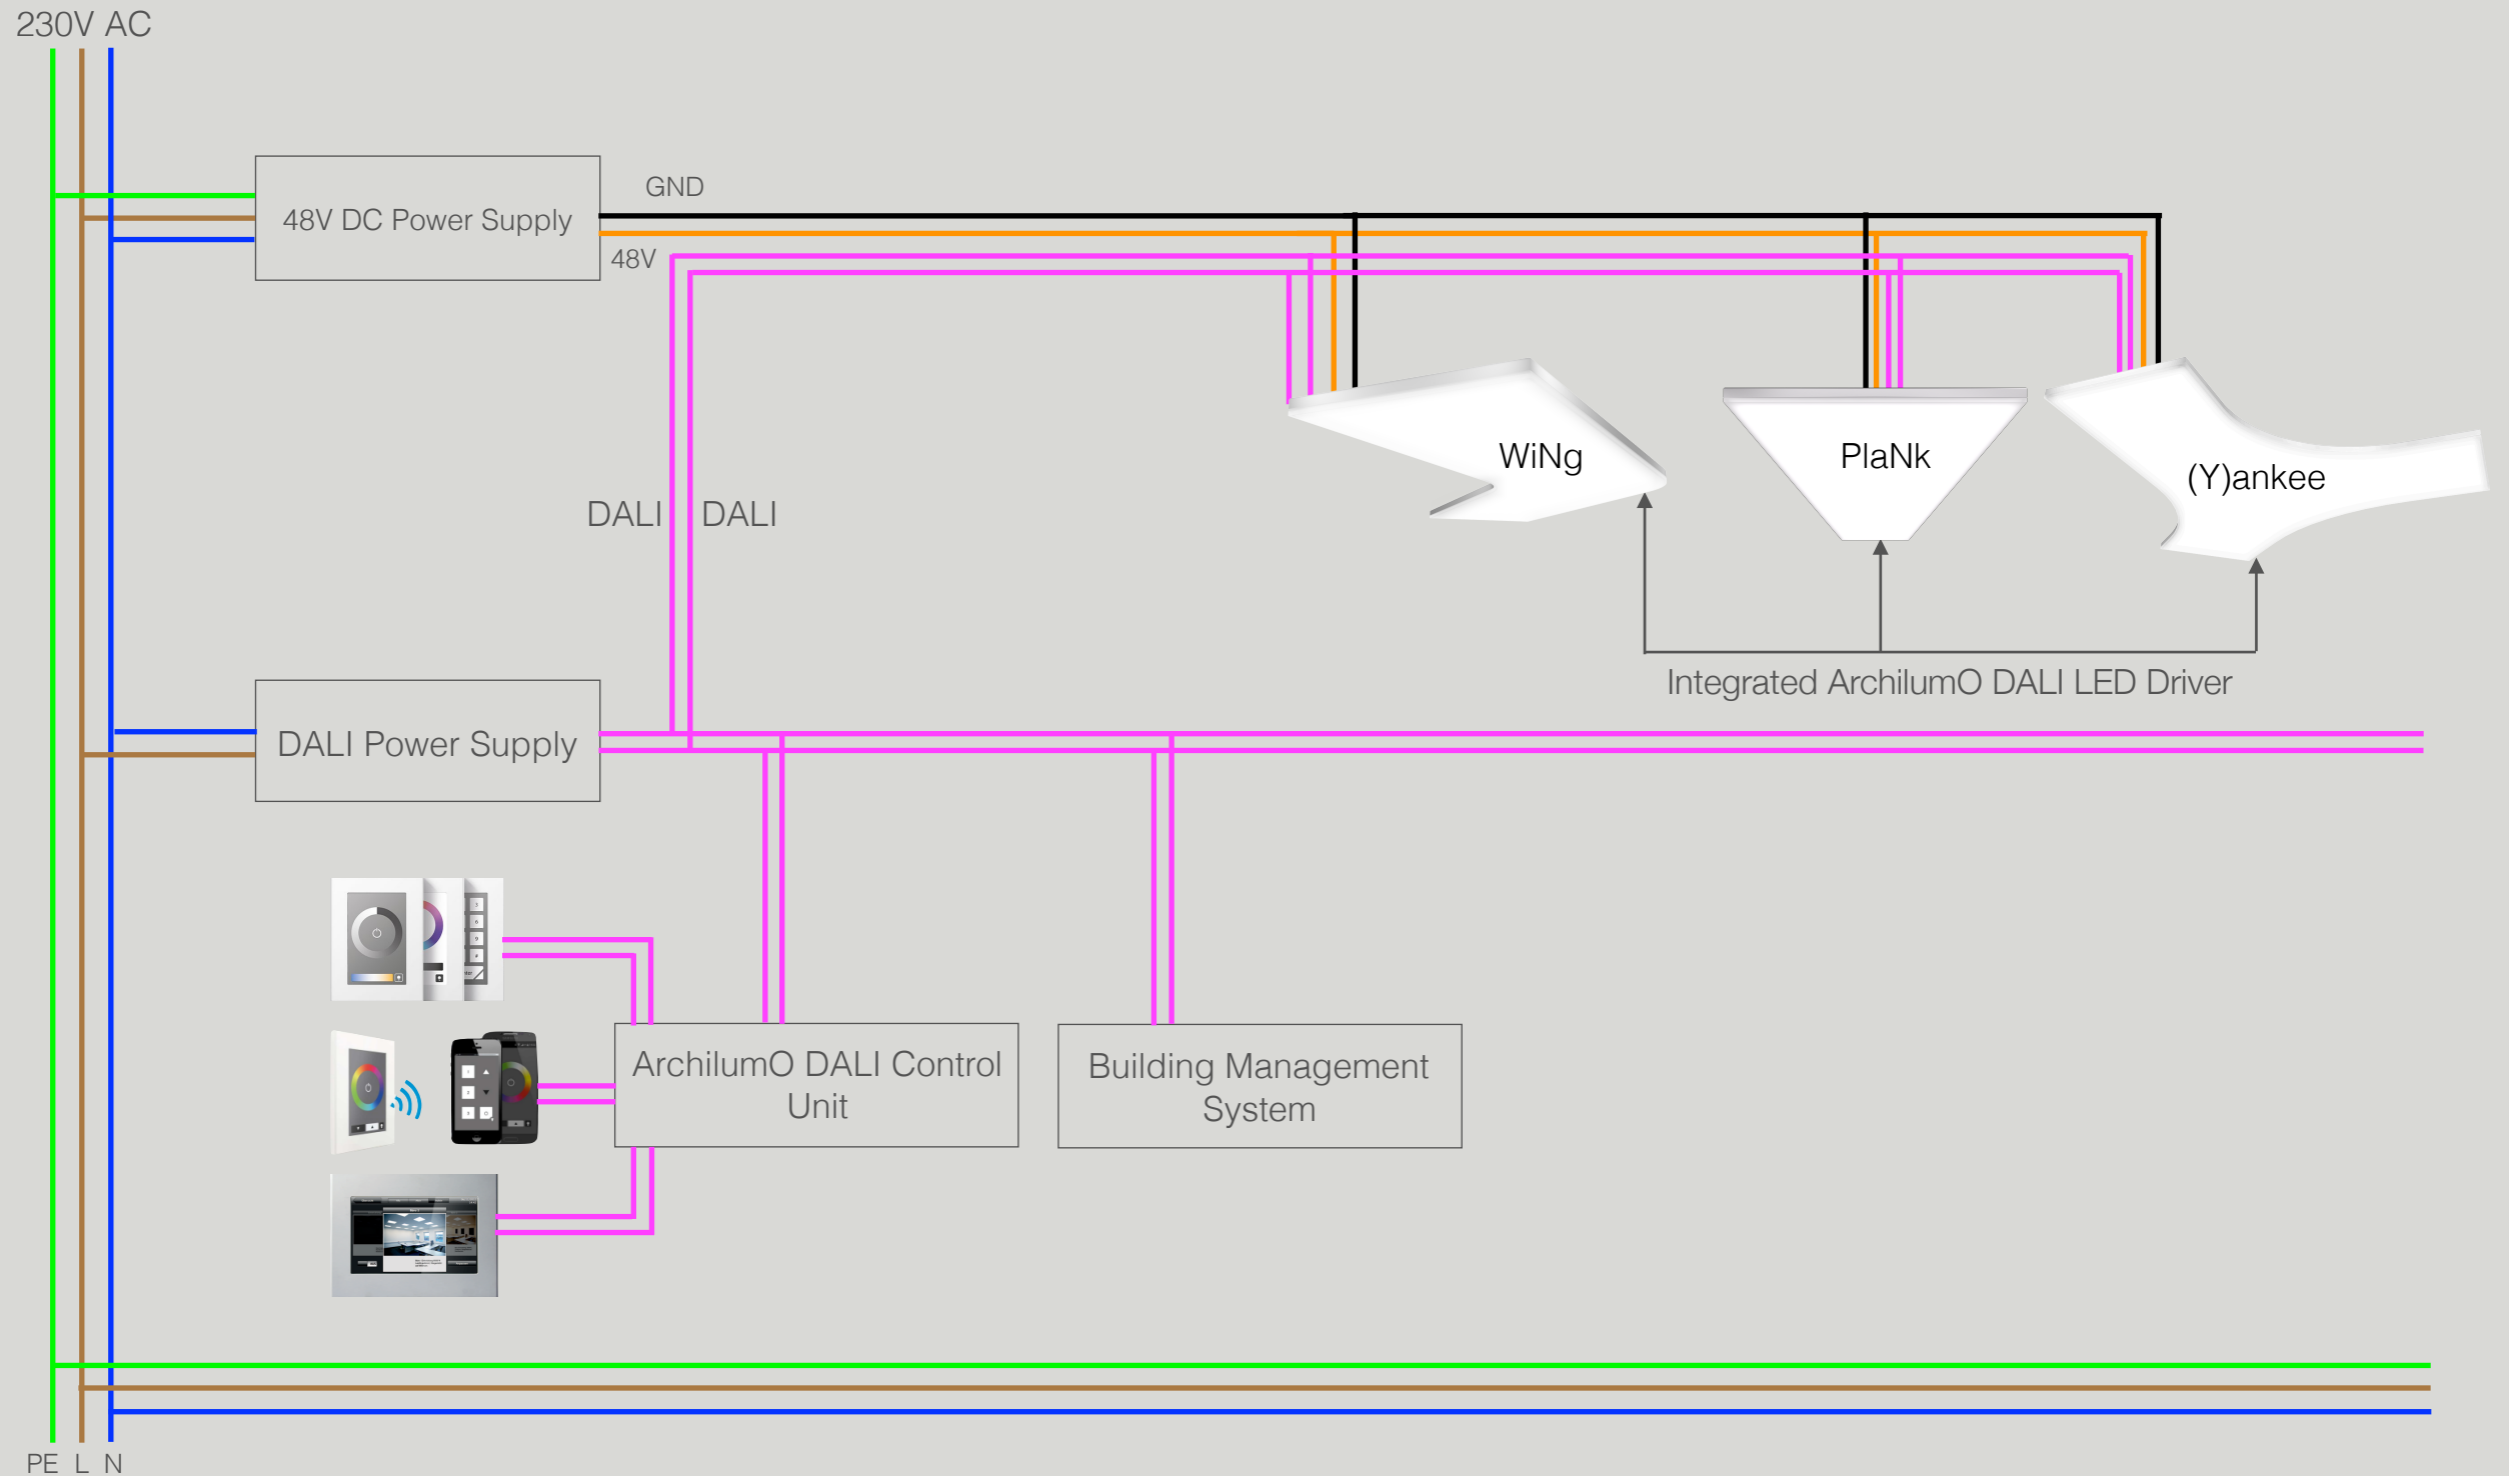 230V AC
GND
48V DC Power Supply
48V
WiNg
PlaNk
(Y)ankee
DALI
DALI
Integrated ArchilumO DALI LED Driver
DALI Power Supply
ArchilumO DALI Control
Unit
Building Management
System
PE L N